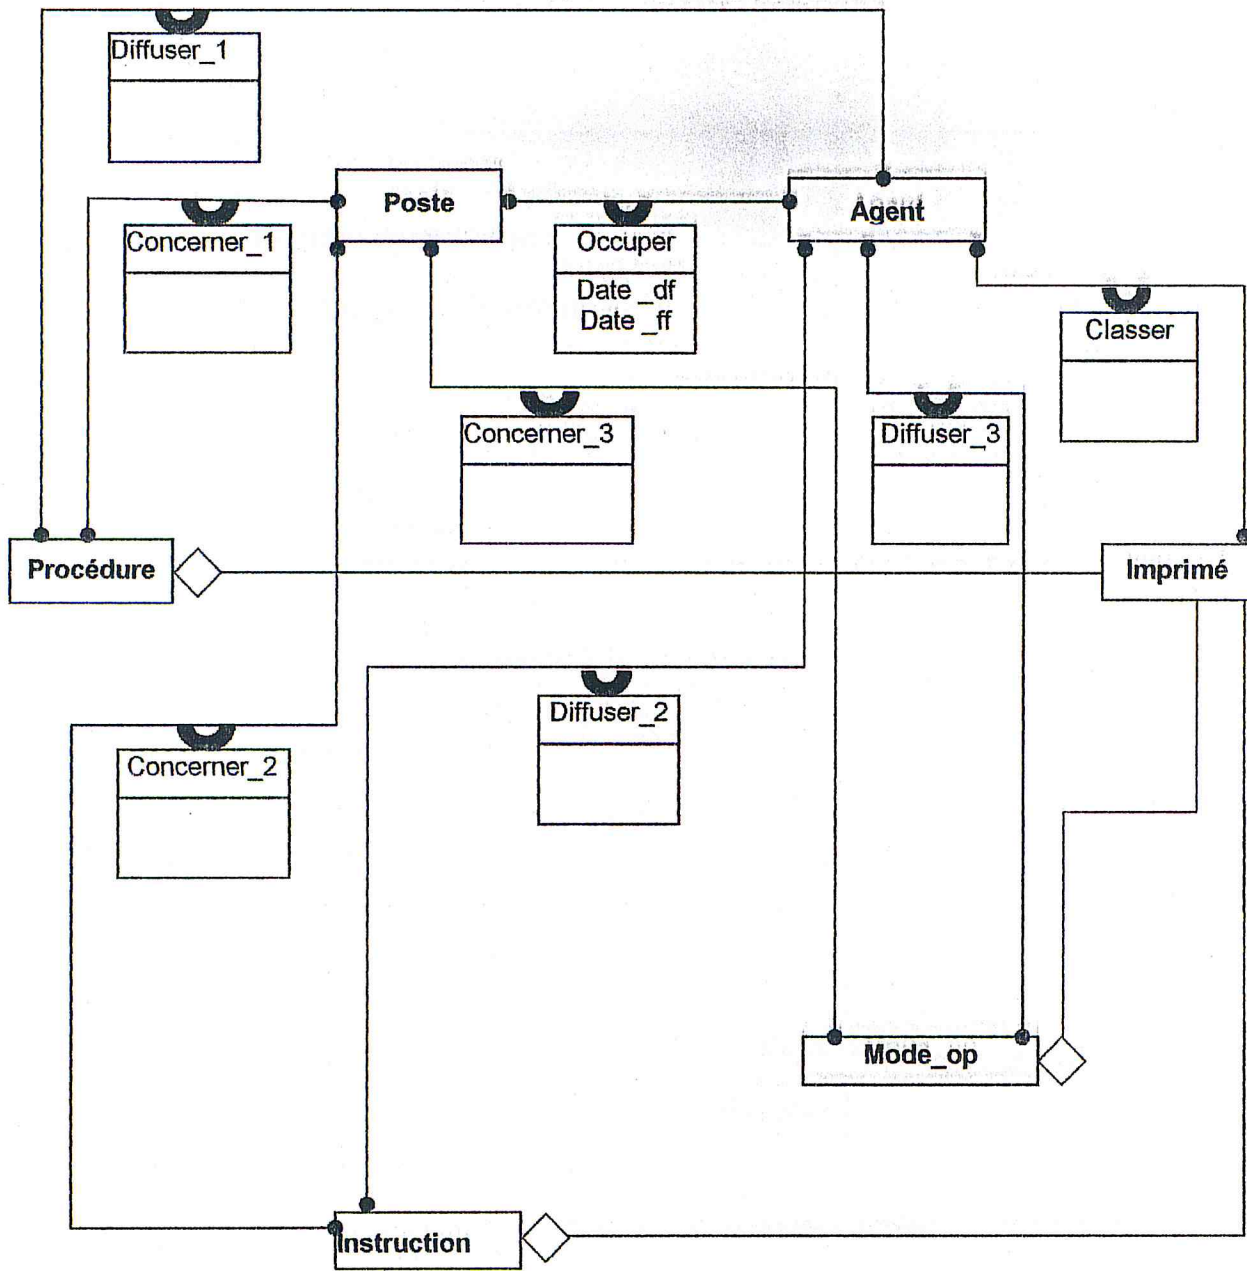 Diffuser_1
Poste
Agent
Concerner_1
Occuper
Date _df
Date _ff
Classer
Concerner_3
Diffuser_3
Procédure
Imprimé
Diffuser_2
Concerner_2
Mode_op
Instruction